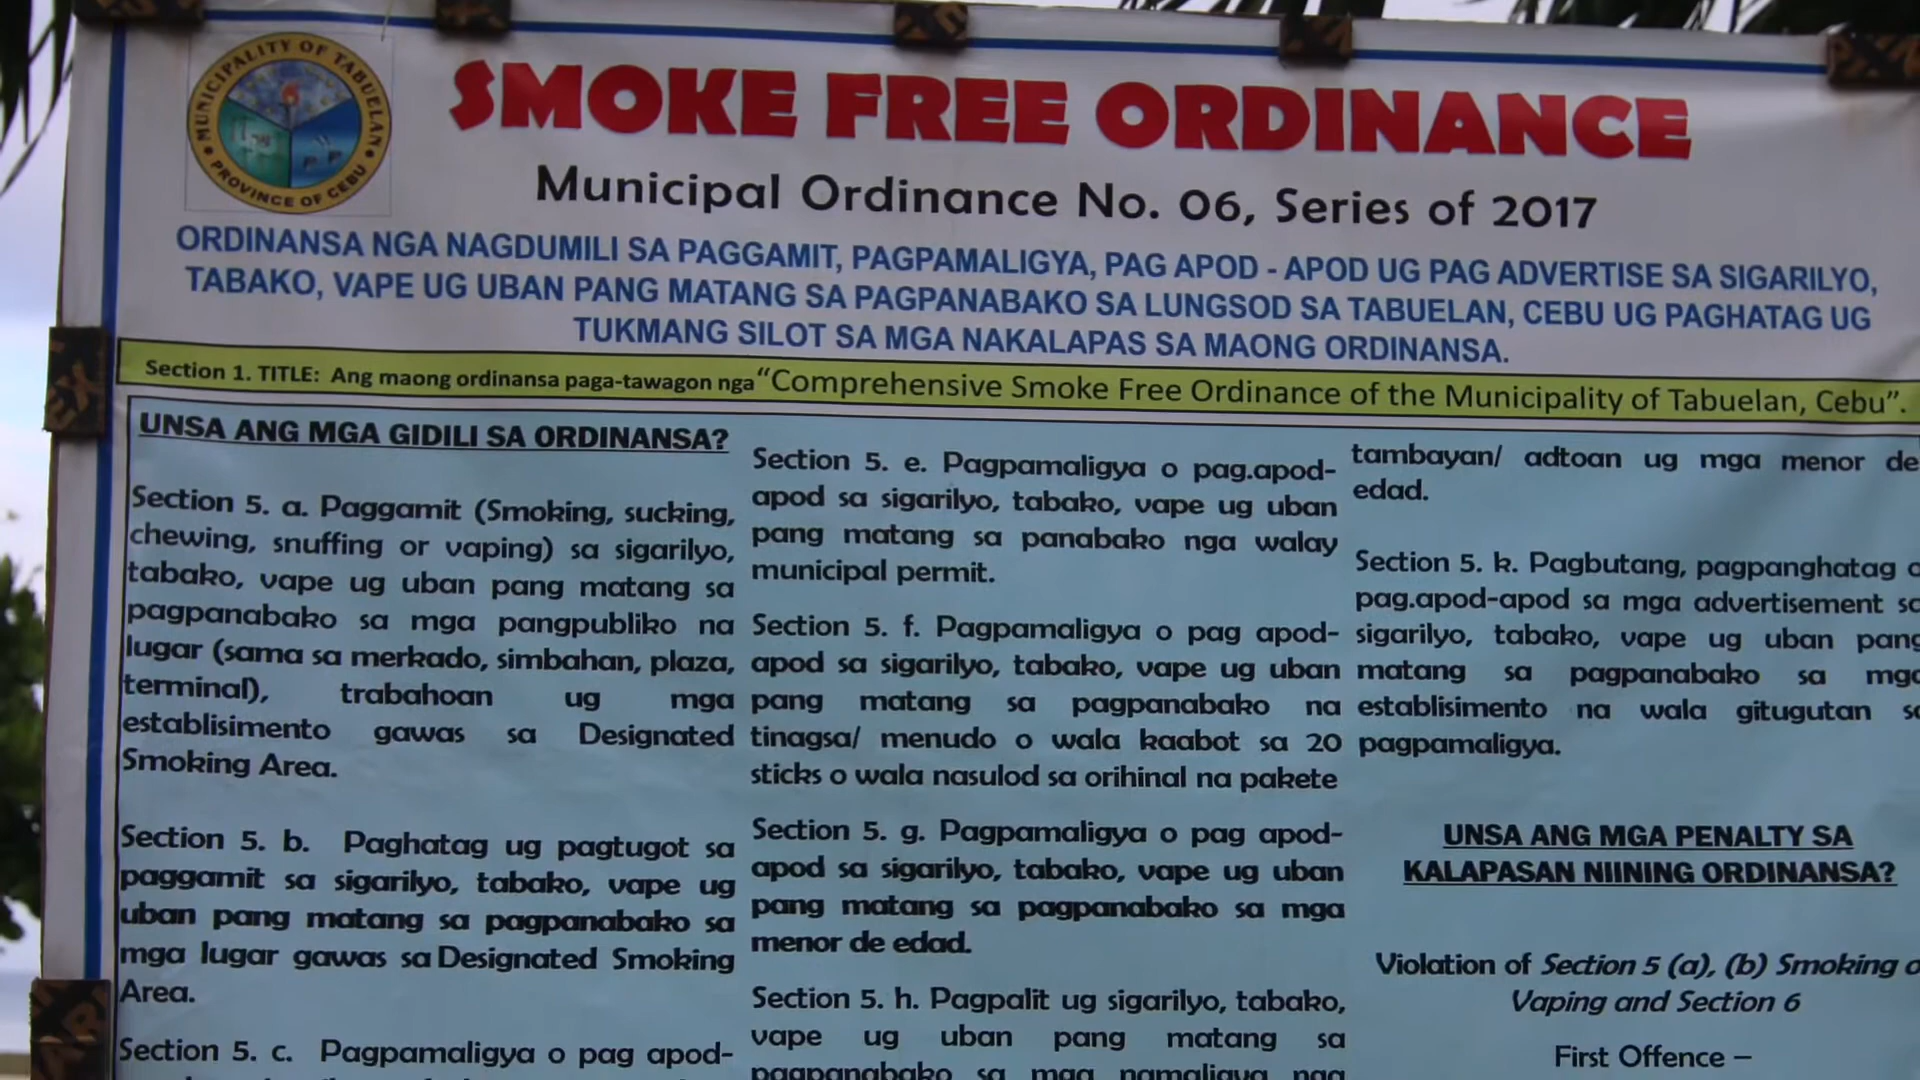 MUNICIPALITY OF TABUELAN
PROVINCE OF CEBU
SMOKE FREE ORDINANCE
Municipal Ordinance No. 06, Series of 2017
ORDINANSA NGA NAGDUMILI SA PAGGAMIT, PAGPAMALIGYA, PAG APOD - APOD UG PAG ADVERTISE SA SIGARILYO,
TABAKO, VAPE UG UBAN PANG MATANG SA PAGPANABAKO SA LUNGSOD SA TABUELAN, CEBU UG PAGHATAG UG
TUKMANG SILOT SA MGA NAKALAPAS SA MAONG ORDINANSA.
Section 1. TITLE: Ang maong ordinansa paga-tawagon nga “Comprehensive Smoke Free Ordinance of the Municipality of Tabuelan, Cebu”.
UNSA ANG MGA GIDILI SA ORDINANSA?
Section 5. a. Paggamit (Smoking, sucking,
chewing, snuffing or vaping) sa sigarilyo,
tabako, vape ug uban pang matang sa
pagpanabako sa mga pangpubliko na
lugar (sama sa merkado, simbahan, plaza,
terminal), trabahoan ug mga
establisimento gawas sa Designated
Smoking Area.
Section 5. b. Paghatag ug pagtugot sa
paggamit sa sigarilyo, tabako, vape ug
uban pang matang sa pagpanabako sa
mga lugar gawas sa Designated Smoking
Area.
Section 5. c. Pagpamaligya o pag apod-
Section 5. e. Pagpamaligya o pag.apod-
apod sa sigarilyo, tabako, vape ug uban
pang matang sa panabako nga walay
municipal permit.
Section 5. f. Pagpamaligya o pag apod-
apod sa sigarilyo, tabako, vape ug uban
pang matang sa pagpanabako na
tinagsa/ menudo o wala kaabot sa 20
sticks o wala nasulod sa orihinal na pakete
Section 5. g. Pagpamaligya o pag apod-
apod sa sigarilyo, tabako, vape ug uban
pang matang sa pagpanabako sa mga
menor de edad.
Section 5. h. Pagpalit ug sigarilyo, tabako,
vape ug uban pang matang sa
pagpanabako sa mga namaligya nga
tambayan/ adtoan ug mga menor de
edad.
Section 5. k. Pagbutang, pagpanghatag o
pag.apod-apod sa mga advertisement sa
sigarilyo, tabako, vape ug uban pang
matang sa pagpanabako sa mga
establisimento na wala gitugutan sa
pagpamaligya.
UNSA ANG MGA PENALTY SA
KALAPASAN NIINING ORDINANSA?
Violation of Section 5 (a), (b) Smoking o
Vaping and Section 6
First Offence –